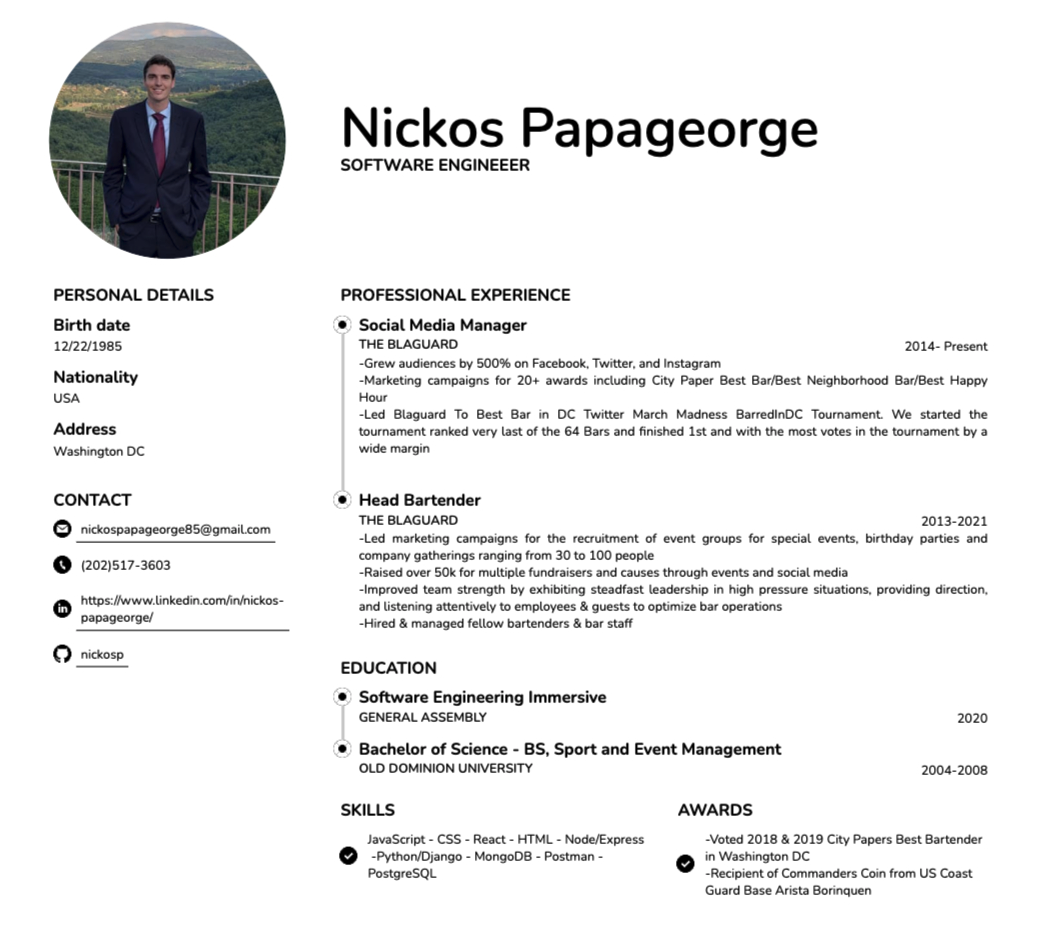 Nickos Papageorge
SOFTWARE ENGINEEER
PERSONAL DETAILS
Birth date
12/22/1985
Nationality
USA
Address
Washington DC
CONTACT
nickospapageorge85@gmail.com
(202)517-3603
https://www.linkedin.com/in/nickos-
papageorge/
nickosp
PROFESSIONAL EXPERIENCE
Social Media Manager
THE BLAGUARD 2014- Present
-Grew audiences by 500% on Facebook, Twitter, and Instagram
-Marketing campaigns for 20+ awards including City Paper Best Bar/Best Neighborhood Bar/Best Happy
Hour
-Led Blaguard To Best Bar in DC Twitter March Madness BarredInDC Tournament. We started the
tournament ranked very last of the 64 Bars and finished 1st and with the most votes in the tournament by a
wide margin
Head Bartender
THE BLAGUARD 2013-2021
-Led marketing campaigns for the recruitment of event groups for special events, birthday parties and
company gatherings ranging from 30 to 100 people
-Raised over 50k for multiple fundraisers and causes through events and social media
-Improved team strength by exhibiting steadfast leadership in high pressure situations, providing direction,
and listening attentively to employees & guests to optimize bar operations
-Hired & managed fellow bartenders & bar staff
EDUCATION
Software Engineering Immersive
GENERAL ASSEMBLY 2020
Bachelor of Science - BS, Sport and Event Management
OLD DOMINION UNIVERSITY 2004-2008
SKILLS
JavaScript - CSS - React - HTML - Node/Express
-Python/Django - MongoDB - Postman -
PostgreSQL
AWARDS
-Voted 2018 & 2019 City Papers Best Bartender
in Washington DC
-Recipient of Commanders Coin from US Coast
Guard Base Arista Borinquen